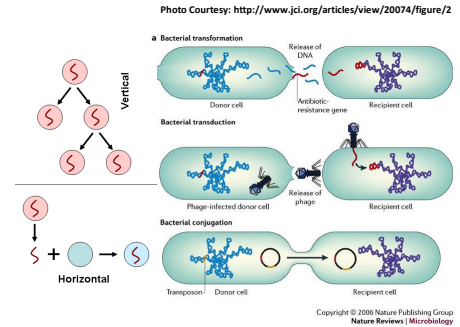 Photo Courtesy: http://www.jci.org/articles/view/20074/figure/2
Vertical
Horizontal
a Bacterial transformation
Release of
DNA
Donor cell
Antibiotic-
resistance gene
Recipient cell
Bacterial transduction
Phage-infected donor cell
Release of
phage
Recipient cell
Bacterial conjugation
Transposon
Donor cell
Recipient cell
Copyright © 2006 Nature Publishing Group
Nature Reviews | Microbiology